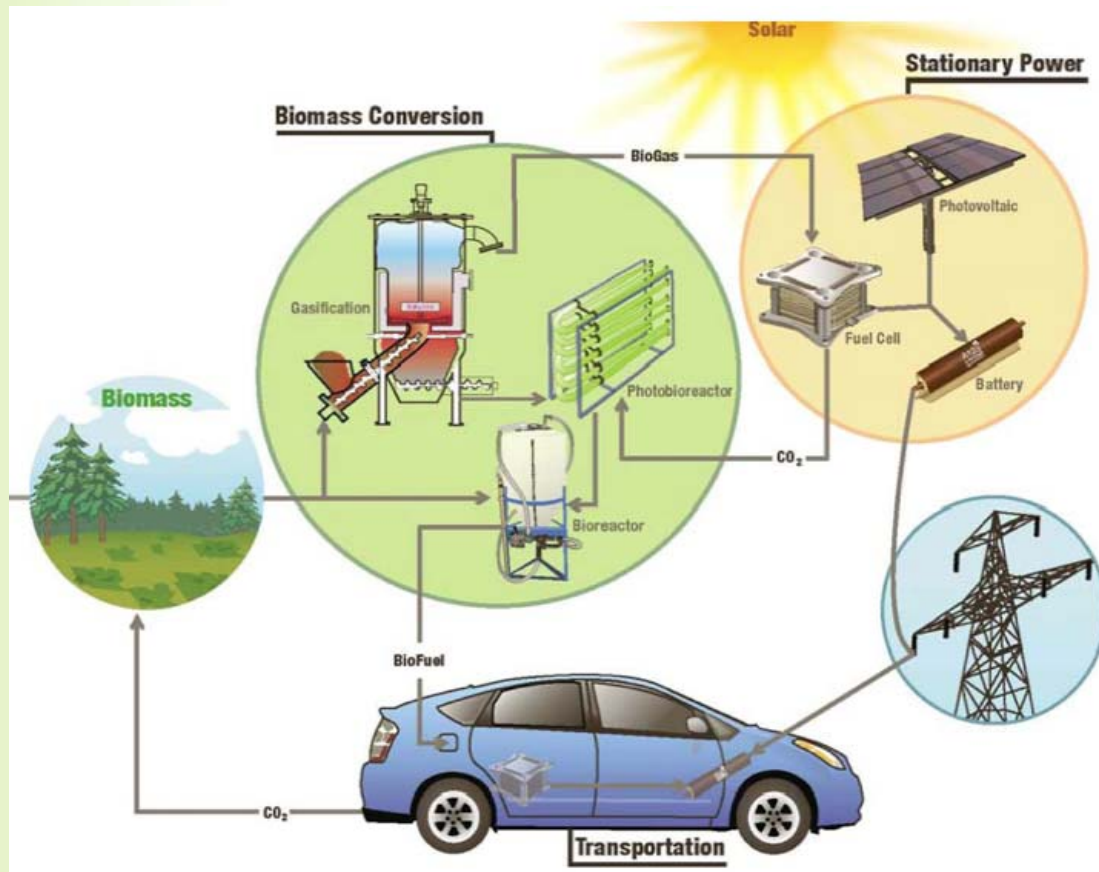 Solar
Stationary Power
Biomass Conversion
BioGas
Photovoltaic
Gasification
Fuel Cell
Photobioreactor
Battery
Biomass
CO₂
Bioreactor
BioFuel
CO₂
Transportation